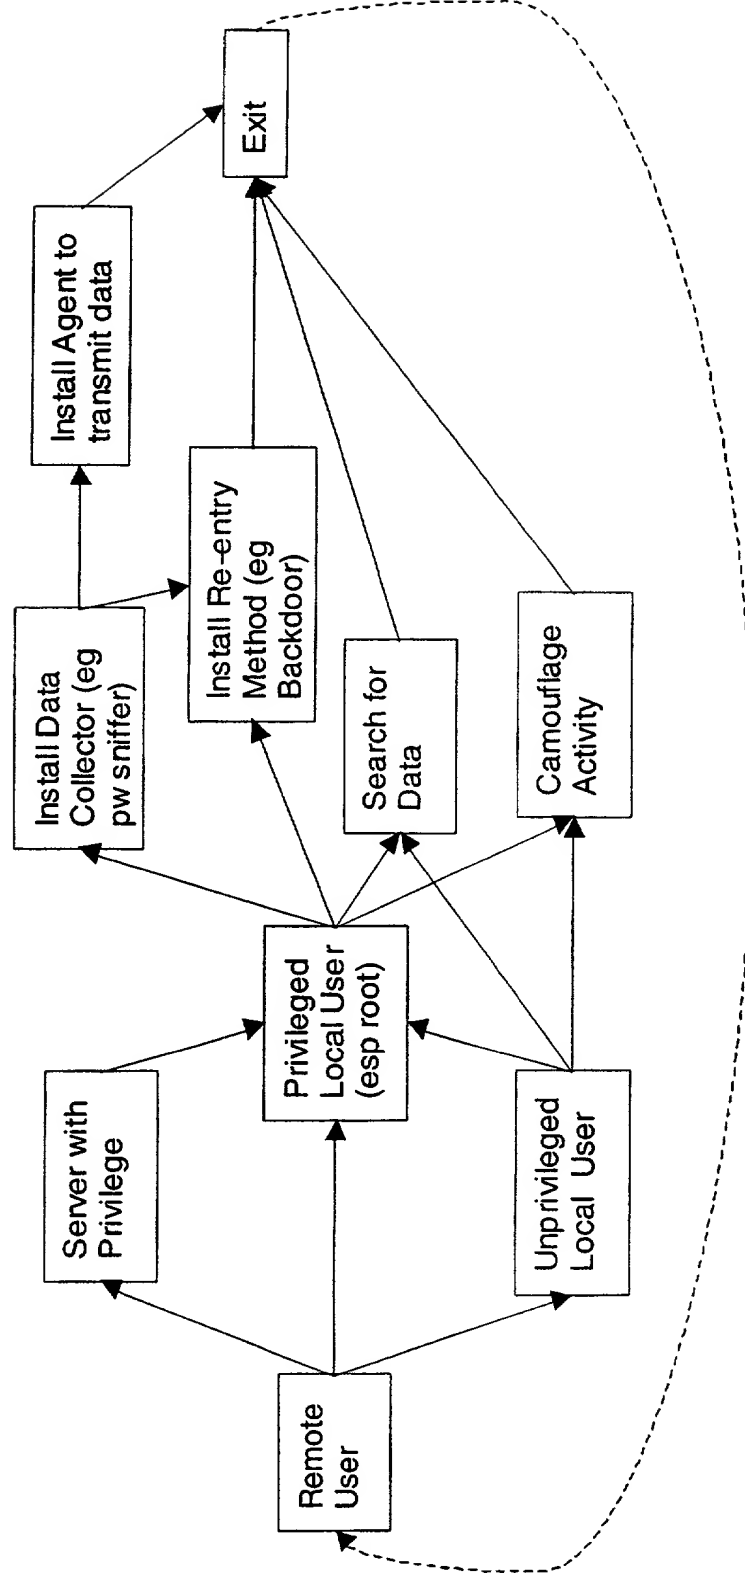 Remote
User
Server with
Privilege
Privileged
Local User
(esp root)
Unprivileged
Local User
Install Data
Collector (eg
pw sniffer)
Install Re-entry
Method (eg
Backdoor)
Search for
Data
Camouflage
Activity
Install Agent to
transmit data
Exit